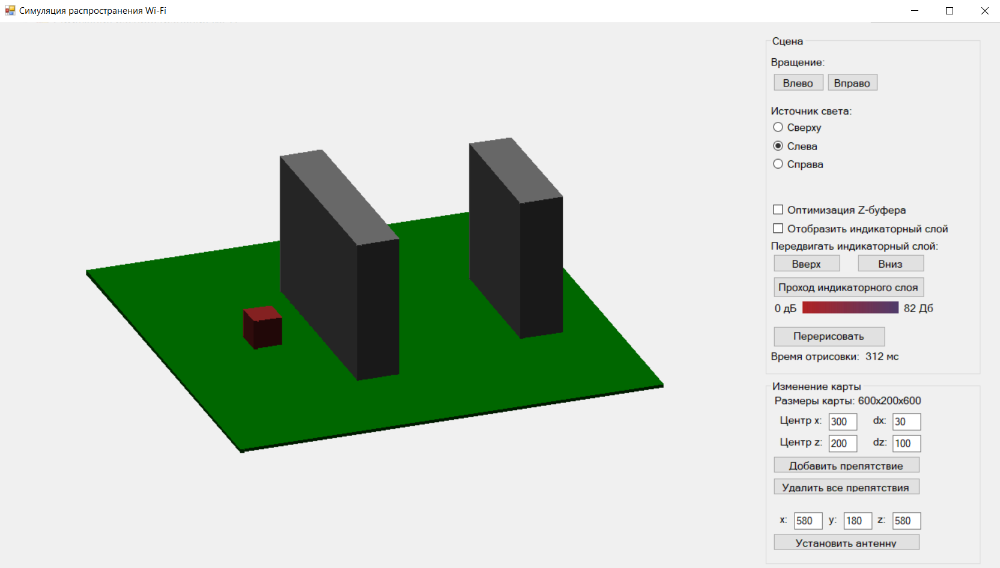 Симуляция распространения Wi-Fi
Сцена
Вращение:
Влево Вправо
Источник света:
Сверху
Слева
Справа
Оптимизация Z-буфера
Отобразить индикаторный слой
Передвигать индикаторный слой:
Вверх Вниз
Проход индикаторного слоя
0 дБ 82 Дб
Перерисовать
Время отрисовки: 312 мс
Изменение карты
Размеры карты: 600x200x600
Центр x: 300 dx: 30
Центр z: 200 dz: 100
Добавить препятствие
Удалить все препятствия
x: 580 y: 180 z: 580
Установить антенну